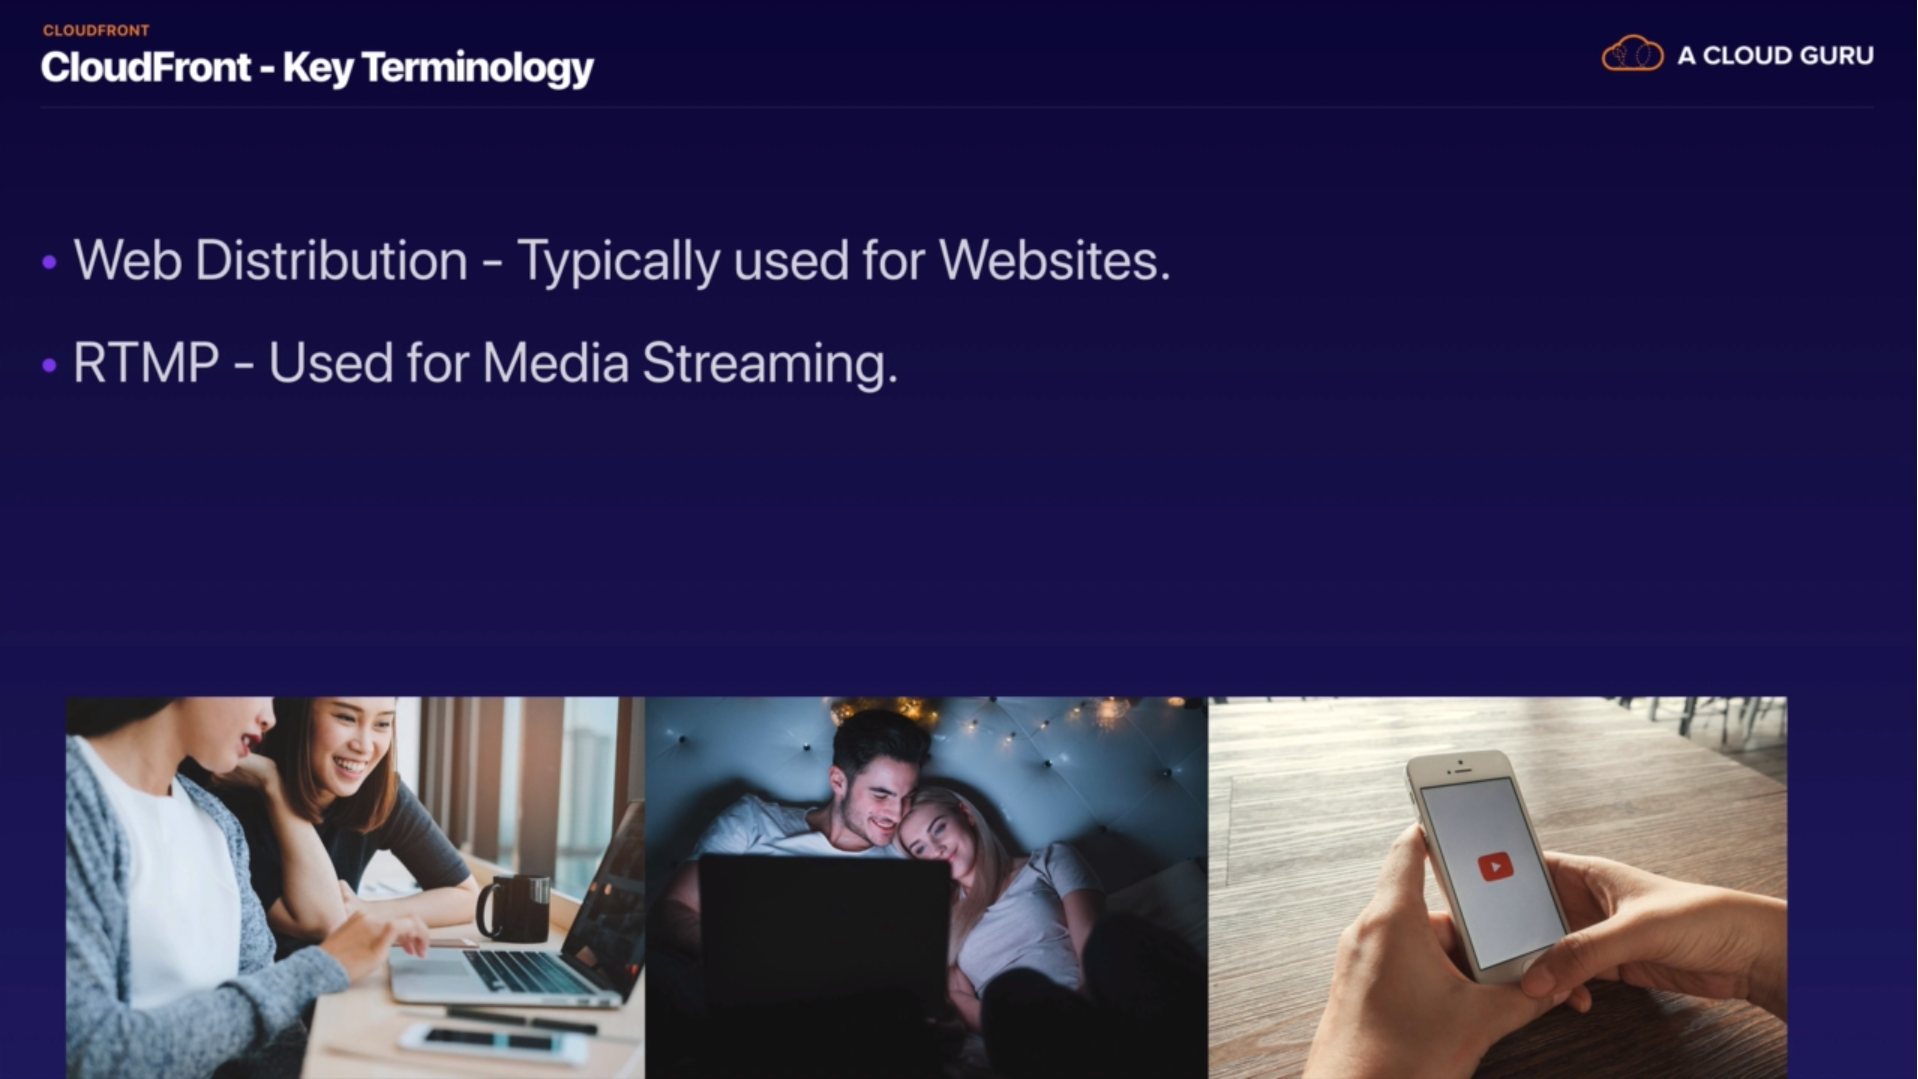 CLOUDFRONT
CloudFront - Key Terminology
A CLOUD GURU
• Web Distribution - Typically used for Websites.
• RTMP - Used for Media Streaming.